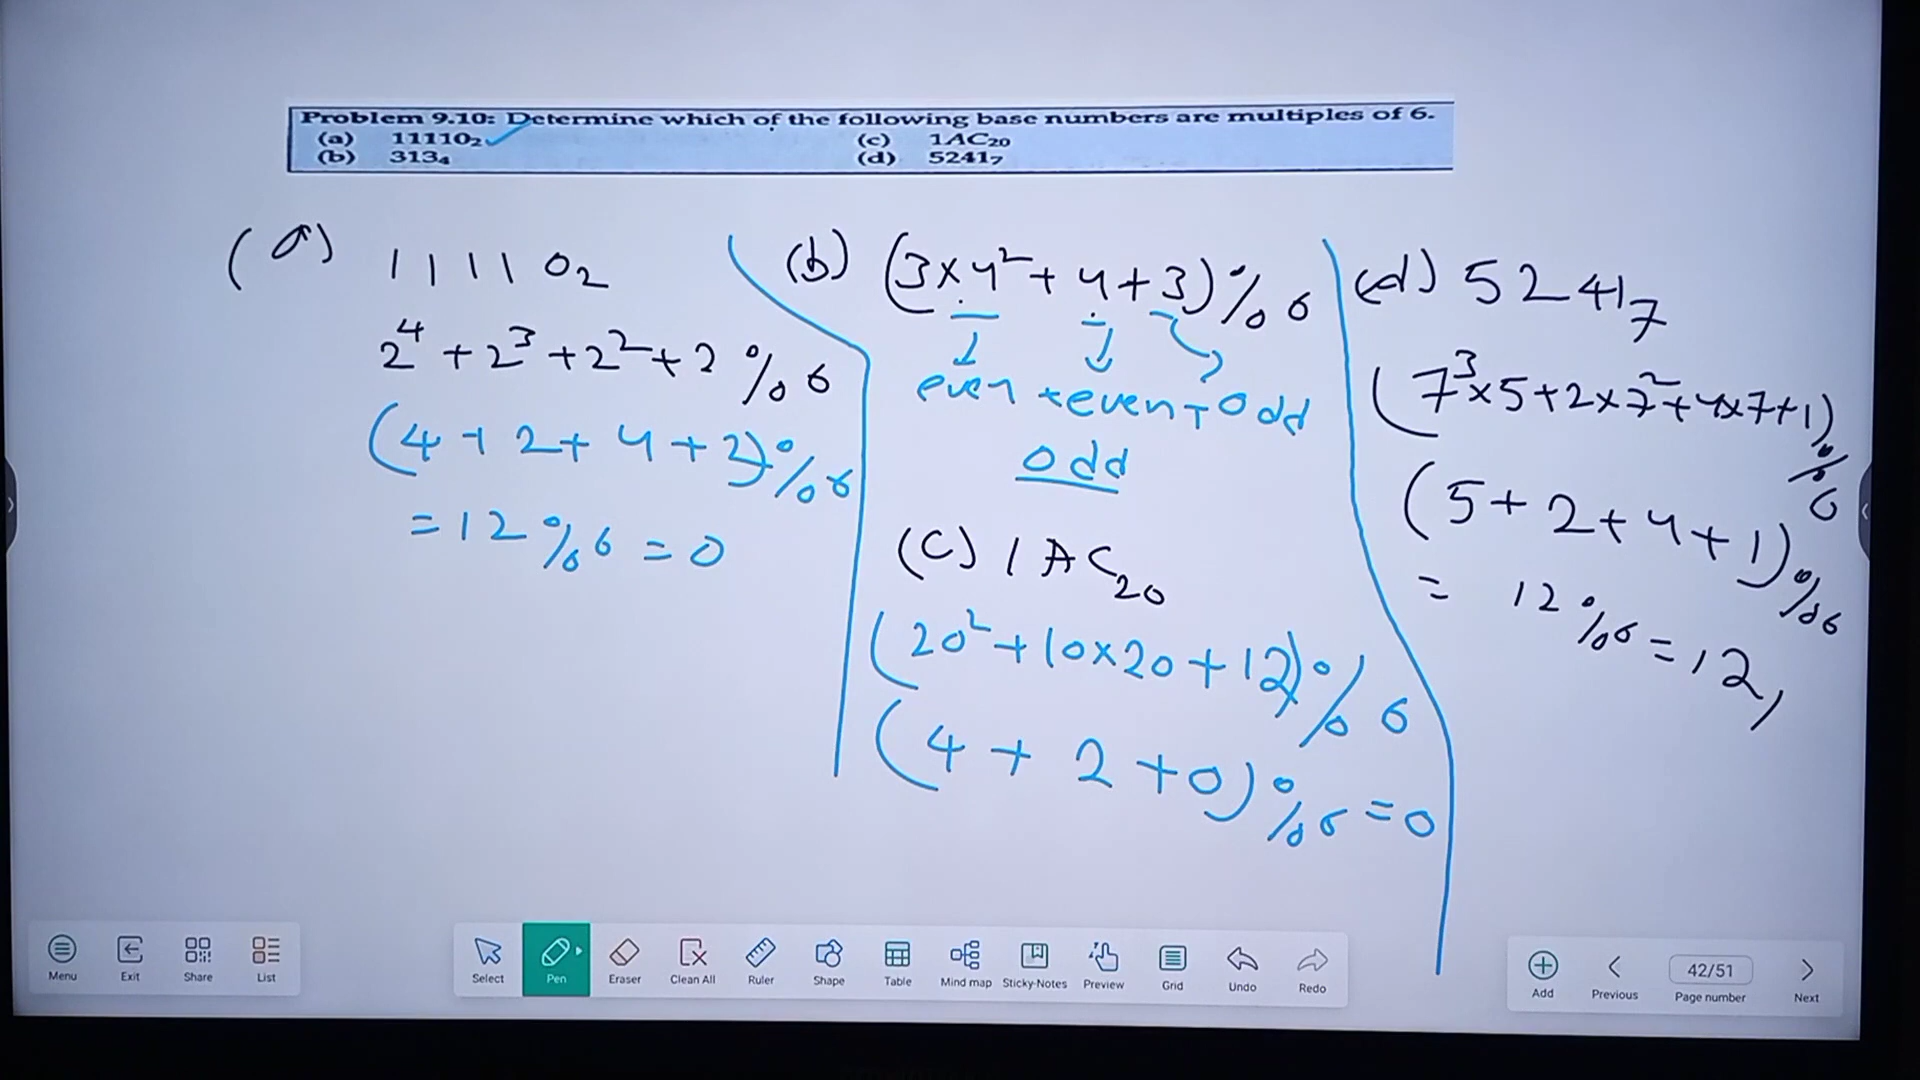 Problem 9.10: Determine which of the following base numbers are multiples of 6.
(a) 11110₂ (c) 1AC₂₀
(b) 313₄ (d) 5241₇
(a) 11110₂
2⁴ + 2³ + 2² + 2 % 6
(4 + 2 + 4 + 2) % 6
= 12 % 6 = 0
(b) (3×4² + 4 + 3) % 6
even + even + odd
odd
(C) 1AC₂₀
(20² + 10×20 + 12) % 6
(4 + 2 + 0) % 6 = 0
(d) 5241₇
(7³×5 + 2×7² + 4×7 + 1) % 6
(5 + 2 + 4 + 1) % 6
= 12 % 6 = 12,
Menu Exit Share List
Select Pen Eraser Clean All Ruler Shape Table Mind map Sticky-Notes Preview Grid Undo Redo
42/51
Add Previous Page number Next